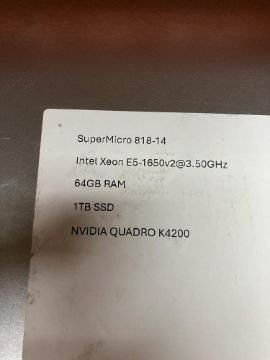 SuperMicro 818-14
Intel Xeon E5-1650v2@3.50GHz
64GB RAM
1TB SSD
NVIDIA QUADRO K4200